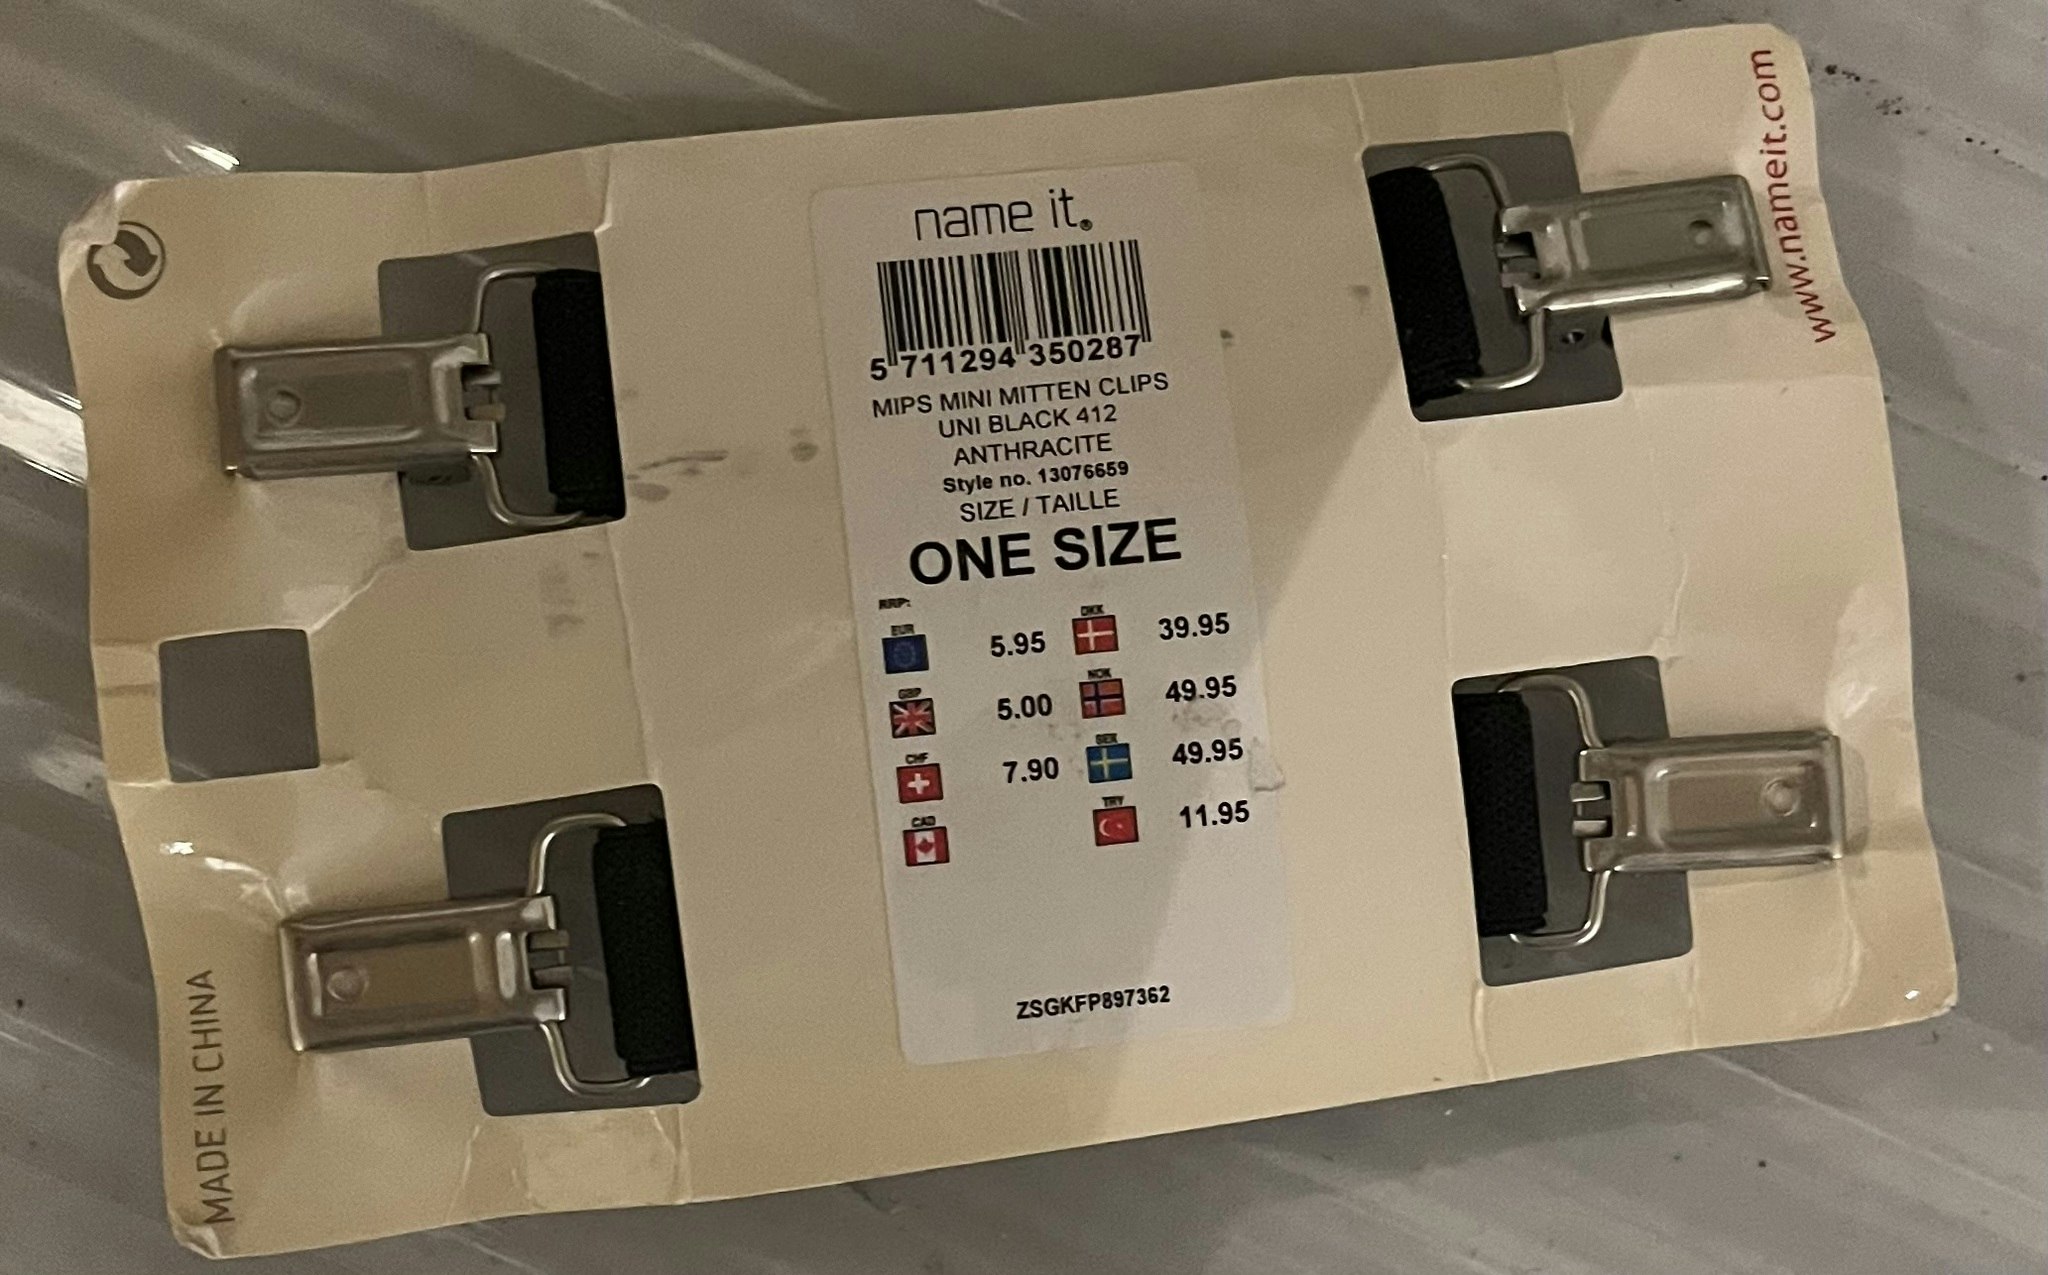 name it®
5 711294 350287
MIPS MINI MITTEN CLIPS
UNI BLACK 412
ANTHRACITE
Style no. 13076659
SIZE / TAILLE
ONE SIZE
RRP:
EUR 5.95 DKK 39.95
GBP 5.00 NOK 49.95
CHF 7.90 SEK 49.95
CAD TRY 11.95
ZSGKFP897362
MADE IN CHINA
www.nameit.com